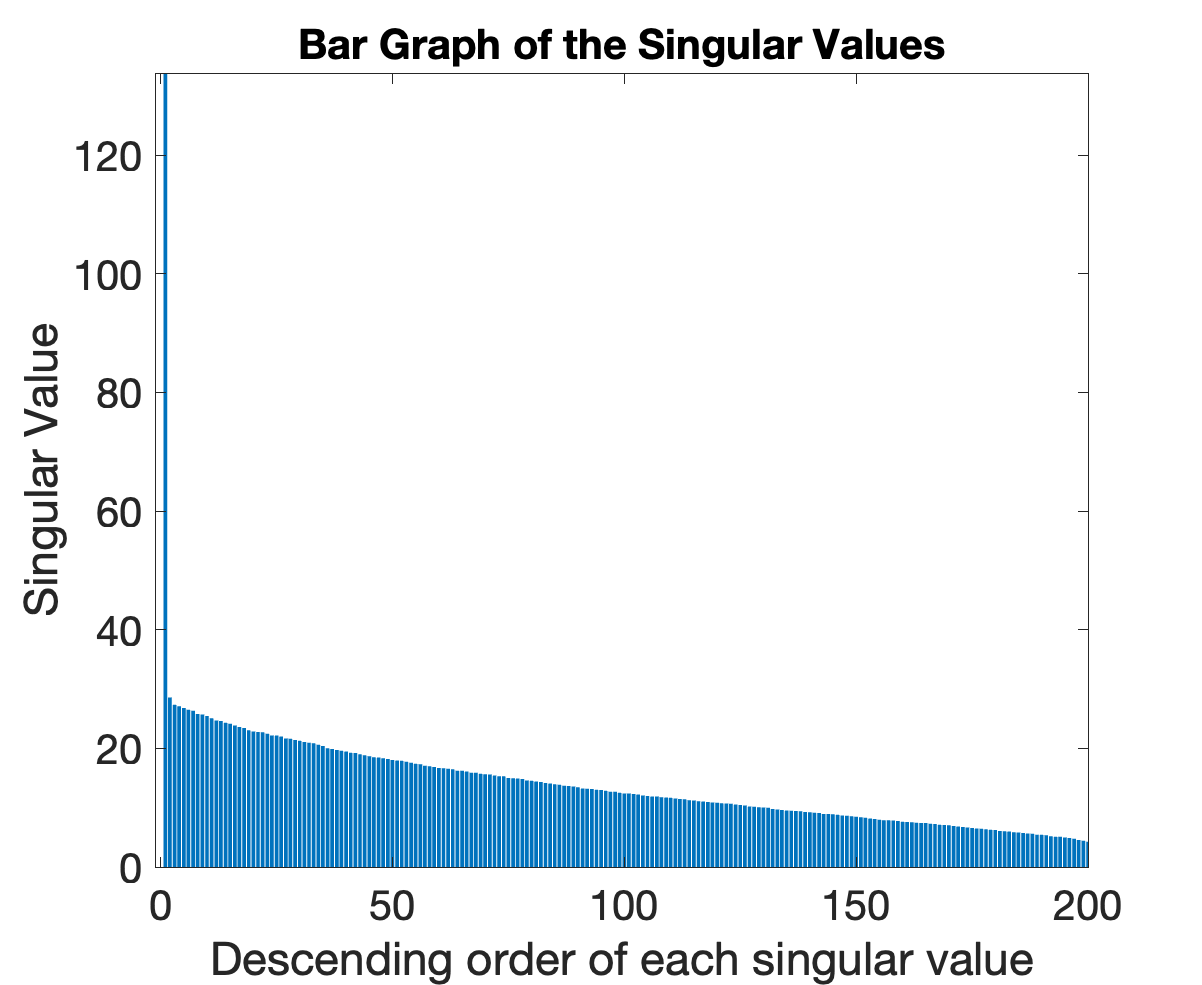 Bar Graph of the Singular Values
120
100
80
60
40
20
0
Singular Value
0 50 100 150 200
Descending order of each singular value